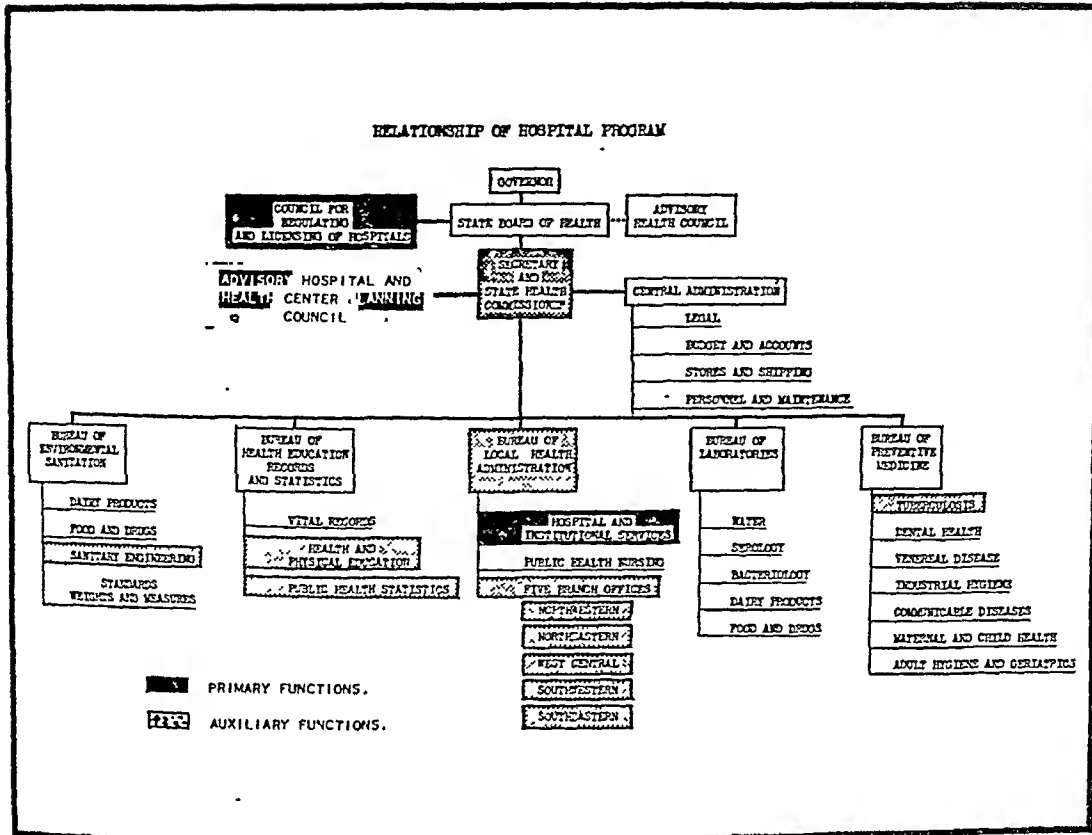 RELATIONSHIP OF HOSPITAL PROGRAM
GOVERNOR
COUNCIL FOR
REGULATING
AND LICENSING OF HOSPITALS
STATE BOARD OF HEALTH
ADVISORY
HEALTH COUNCIL
ADVISORY HOSPITAL AND
HEALTH CENTER PLANNING
COUNCIL
SECRETARY
AND
STATE HEALTH
COMMISSIONER
CENTRAL ADMINISTRATION
LEGAL
BUDGET AND ACCOUNTS
STORES AND SHIPPING
PERSONNEL AND MAINTENANCE
BUREAU OF
ENVIRONMENTAL
SANITATION
DAIRY PRODUCTS
FOOD AND DRUGS
SANITARY ENGINEERING
STANDARDS
WEIGHTS AND MEASURES
BUREAU OF
HEALTH EDUCATION
RECORDS
AND STATISTICS
VITAL RECORDS
HEALTH AND
PHYSICAL EDUCATION
PUBLIC HEALTH STATISTICS
BUREAU OF
LOCAL HEALTH
ADMINISTRATION
HOSPITAL AND
INSTITUTIONAL SERVICES
PUBLIC HEALTH NURSING
FIVE BRANCH OFFICES
NORTHWESTERN
NORTHEASTERN
WEST CENTRAL
SOUTHWESTERN
SOUTHEASTERN
BUREAU OF
LABORATORIES
WATER
SEROLOGY
BACTERIOLOGY
DAIRY PRODUCTS
FOOD AND DRUGS
BUREAU OF
PREVENTIVE
MEDICINE
TUBERCULOSIS
DENTAL HEALTH
VENEREAL DISEASE
INDUSTRIAL HYGIENE
COMMUNICABLE DISEASES
MATERNAL AND CHILD HEALTH
ADULT HYGIENE AND GERIATRICS
PRIMARY FUNCTIONS.
AUXILIARY FUNCTIONS.